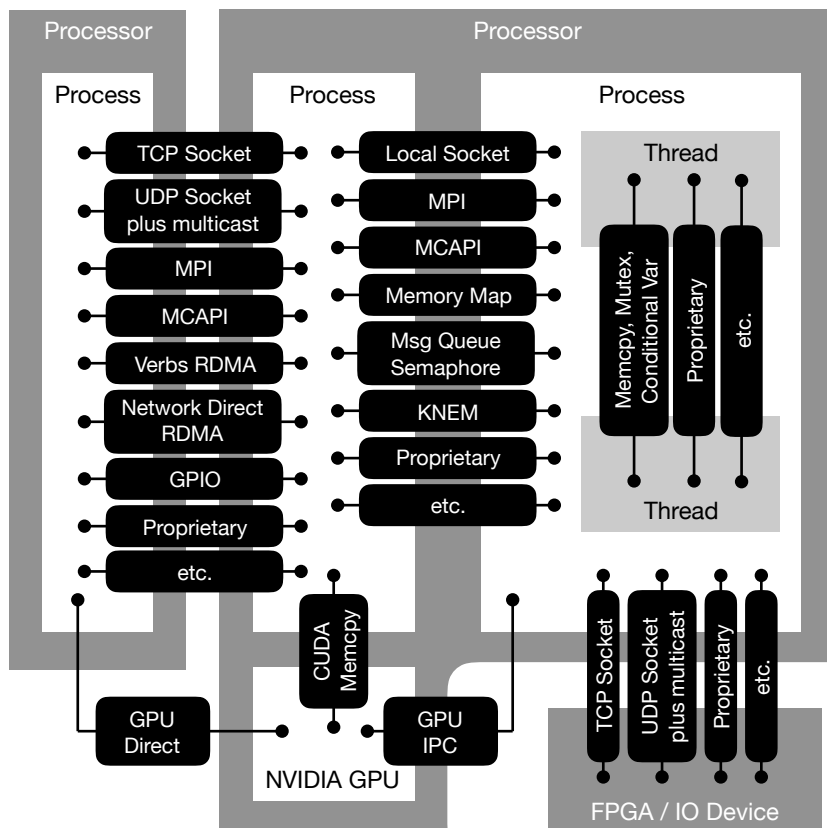 Processor
Processor
Process
Process
Process
TCP Socket
UDP Socket
plus multicast
MPI
MCAPI
Verbs RDMA
Network Direct
RDMA
GPIO
Proprietary
etc.
Local Socket
MPI
MCAPI
Memory Map
Msg Queue
Semaphore
KNEM
Proprietary
etc.
Thread
Memcpy, Mutex,
Conditional Var
Proprietary
etc.
Thread
CUDA
Memcpy
GPU
Direct
GPU
IPC
NVIDIA GPU
TCP Socket
UDP Socket
plus multicast
Proprietary
etc.
FPGA / IO Device